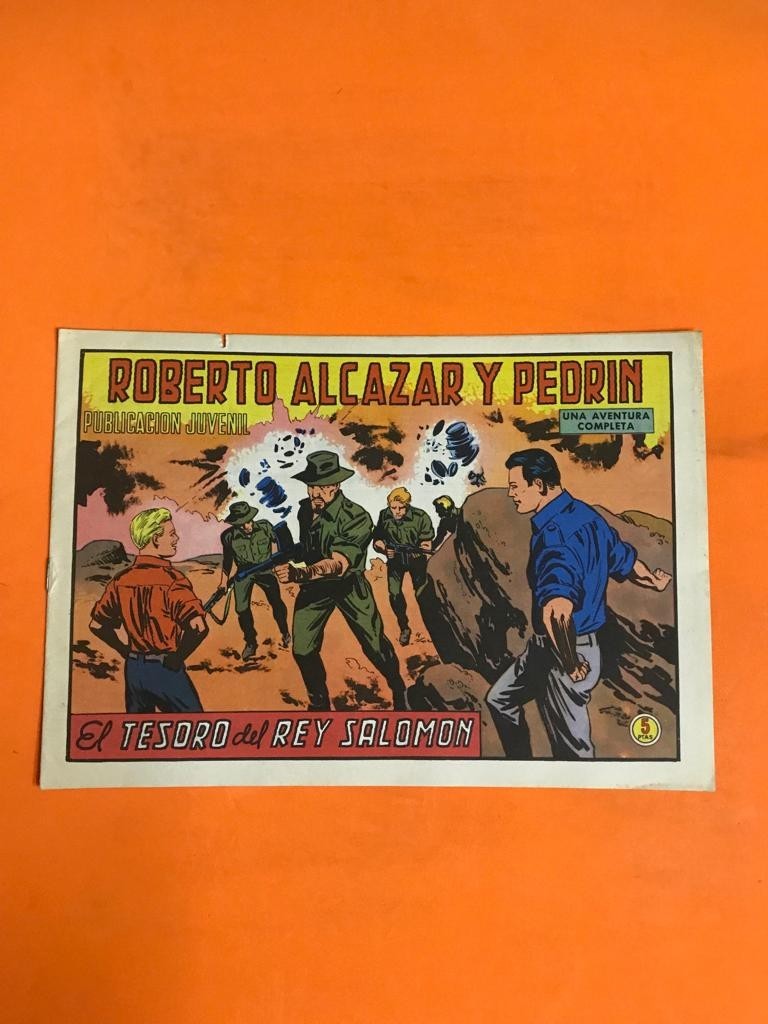 ROBERTO ALCAZAR Y PEDRIN
PUBLICACION JUVENIL
UNA AVENTURA
COMPLETA
El TESORO del REY SALOMON
5
PTAS